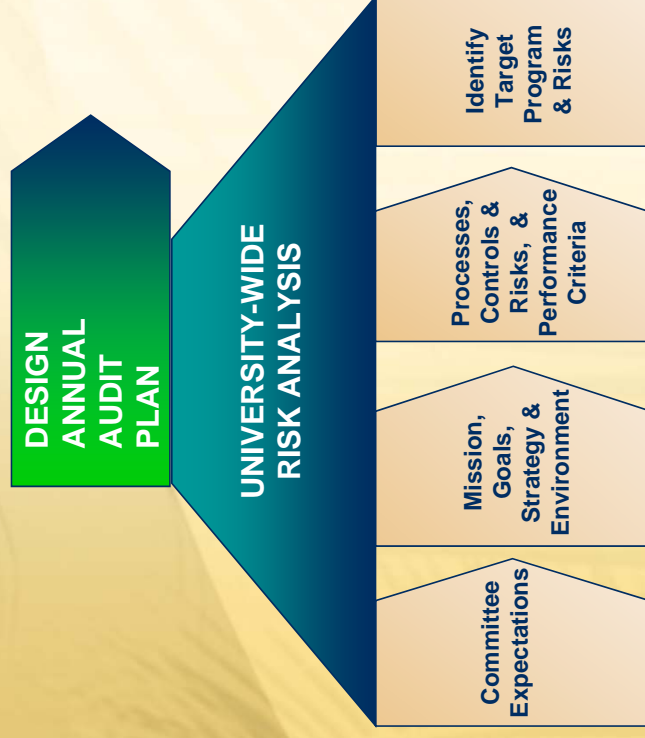 DESIGN
ANNUAL
AUDIT
PLAN
UNIVERSITY-WIDE
RISK ANALYSIS
Committee
Expectations
Mission,
Goals,
Strategy &
Environment
Processes,
Controls &
Risks, &
Performance
Criteria
Identify
Target
Program
& Risks